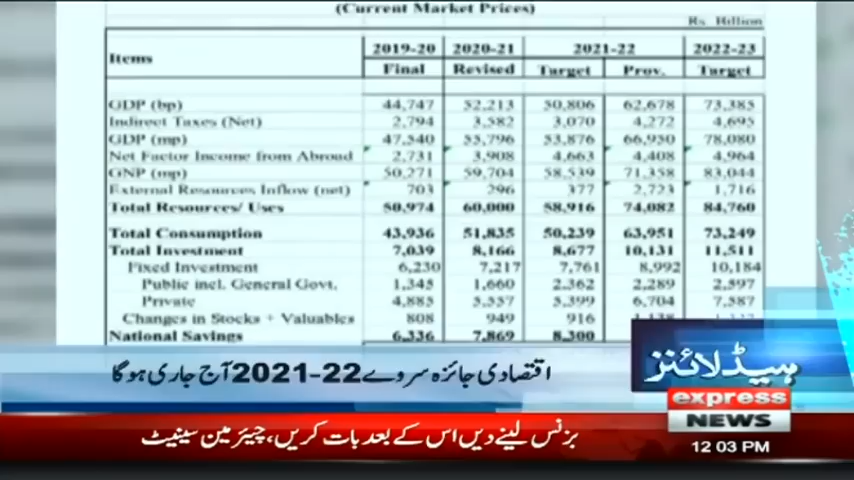 (Current Market Prices)
Rs. Billion
Items 2019-20 2020-21 2021-22 2022-23
Final Revised Target Prov. Target
GDP (bp) 44,747 52,213 50,806 62,678 73,385
Indirect Taxes (Net) 2,794 3,582 3,070 4,272 4,695
GDP (mp) 47,540 55,796 53,876 66,950 78,080
Net Factor Income from Abroad 2,731 3,908 4,663 4,408 4,964
GNP (mp) 50,271 59,704 58,539 71,358 83,044
External Resources Inflow (net) 703 296 377 2,723 1,716
Total Resources/ Uses 50,974 60,000 58,916 74,082 84,760
Total Consumption 43,936 51,835 50,239 63,951 73,249
Total Investment 7,039 8,166 8,677 10,131 11,511
Fixed Investment 6,230 7,217 7,761 8,992 10,184
Public incl. General Govt. 1,345 1,660 2,362 2,289 2,597
Private 4,885 5,557 5,399 6,704 7,587
Changes in Stocks + Valuables 808 949 916
National Savings 6,336 7,869 8,300
اقتصادی جائزہ سروے 22-2021 آج جاری ہوگا
ہیڈلائنز
express
NEWS
12:03 PM
بزنس لینے دیں اس کے بعد بات کریں، چیئرمین سینیٹ